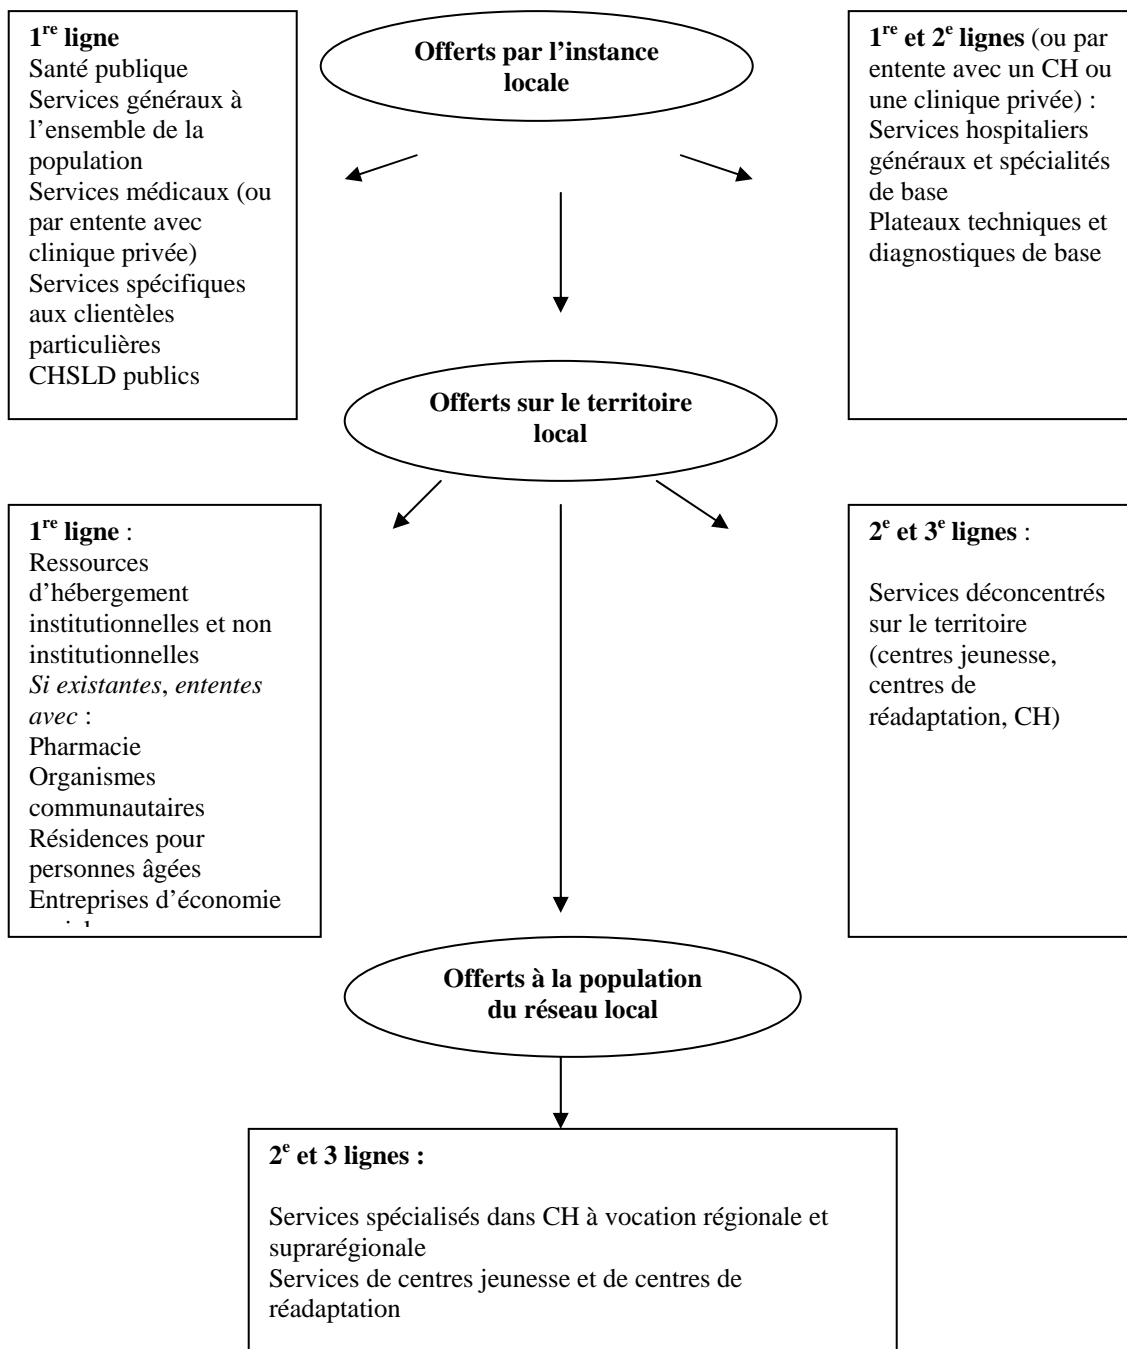 1re ligne
Santé publique
Services généraux à
l’ensemble de la
population
Services médicaux (ou
par entente avec
clinique privée)
Services spécifiques
aux clientèles
particulières
CHSLD publics
Offerts par l’instance
locale
1re et 2e lignes (ou par
entente avec un CH ou
une clinique privée) :
Services hospitaliers
généraux et spécialités
de base
Plateaux techniques et
diagnostiques de base
Offerts sur le territoire
local
1re ligne :
Ressources
d’hébergement
institutionnelles et non
institutionnelles
Si existantes, ententes
avec :
Pharmacie
Organismes
communautaires
Résidences pour
personnes âgées
Entreprises d’économie
2e et 3e lignes :
Services déconcentrés
sur le territoire
(centres jeunesse,
centres de
réadaptation, CH)
Offerts à la population
du réseau local
2e et 3 lignes :
Services spécialisés dans CH à vocation régionale et
suprarégionale
Services de centres jeunesse et de centres de
réadaptation